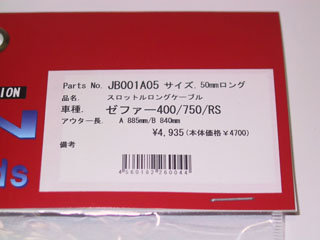 Parts No. JB001A05 サイズ. 50mmロング
品名. スロットルロングケーブル
車種. ゼファー400/750/RS
アウター長. A 885mm/B 840mm
¥4,935(本体価格¥4700)
備考
ION
N
ds